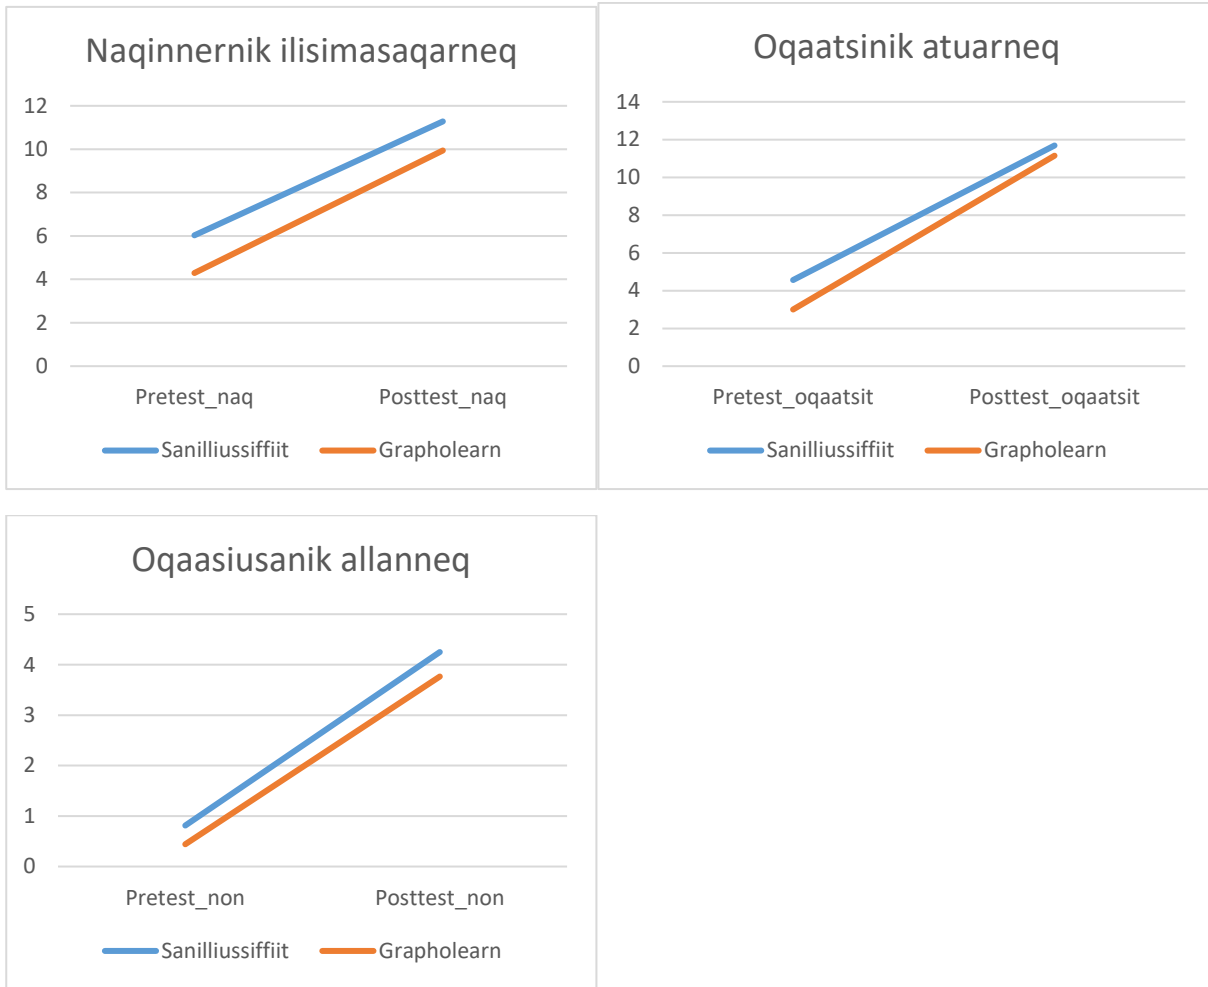 Naqinnernik ilisimasaqarneq
12
10
8
6
4
2
0
Pretest_naq Posttest_naq
Sanilliussiffiit Grapholearn
Oqaatsinik atuarneq
14
12
10
8
6
4
2
0
Pretest_oqaatsit Posttest_oqaatsit
Sanilliussiffiit Grapholearn
Oqaasiusanik allanneq
5
4
3
2
1
0
Pretest_non Posttest_non
Sanilliussiffiit Grapholearn